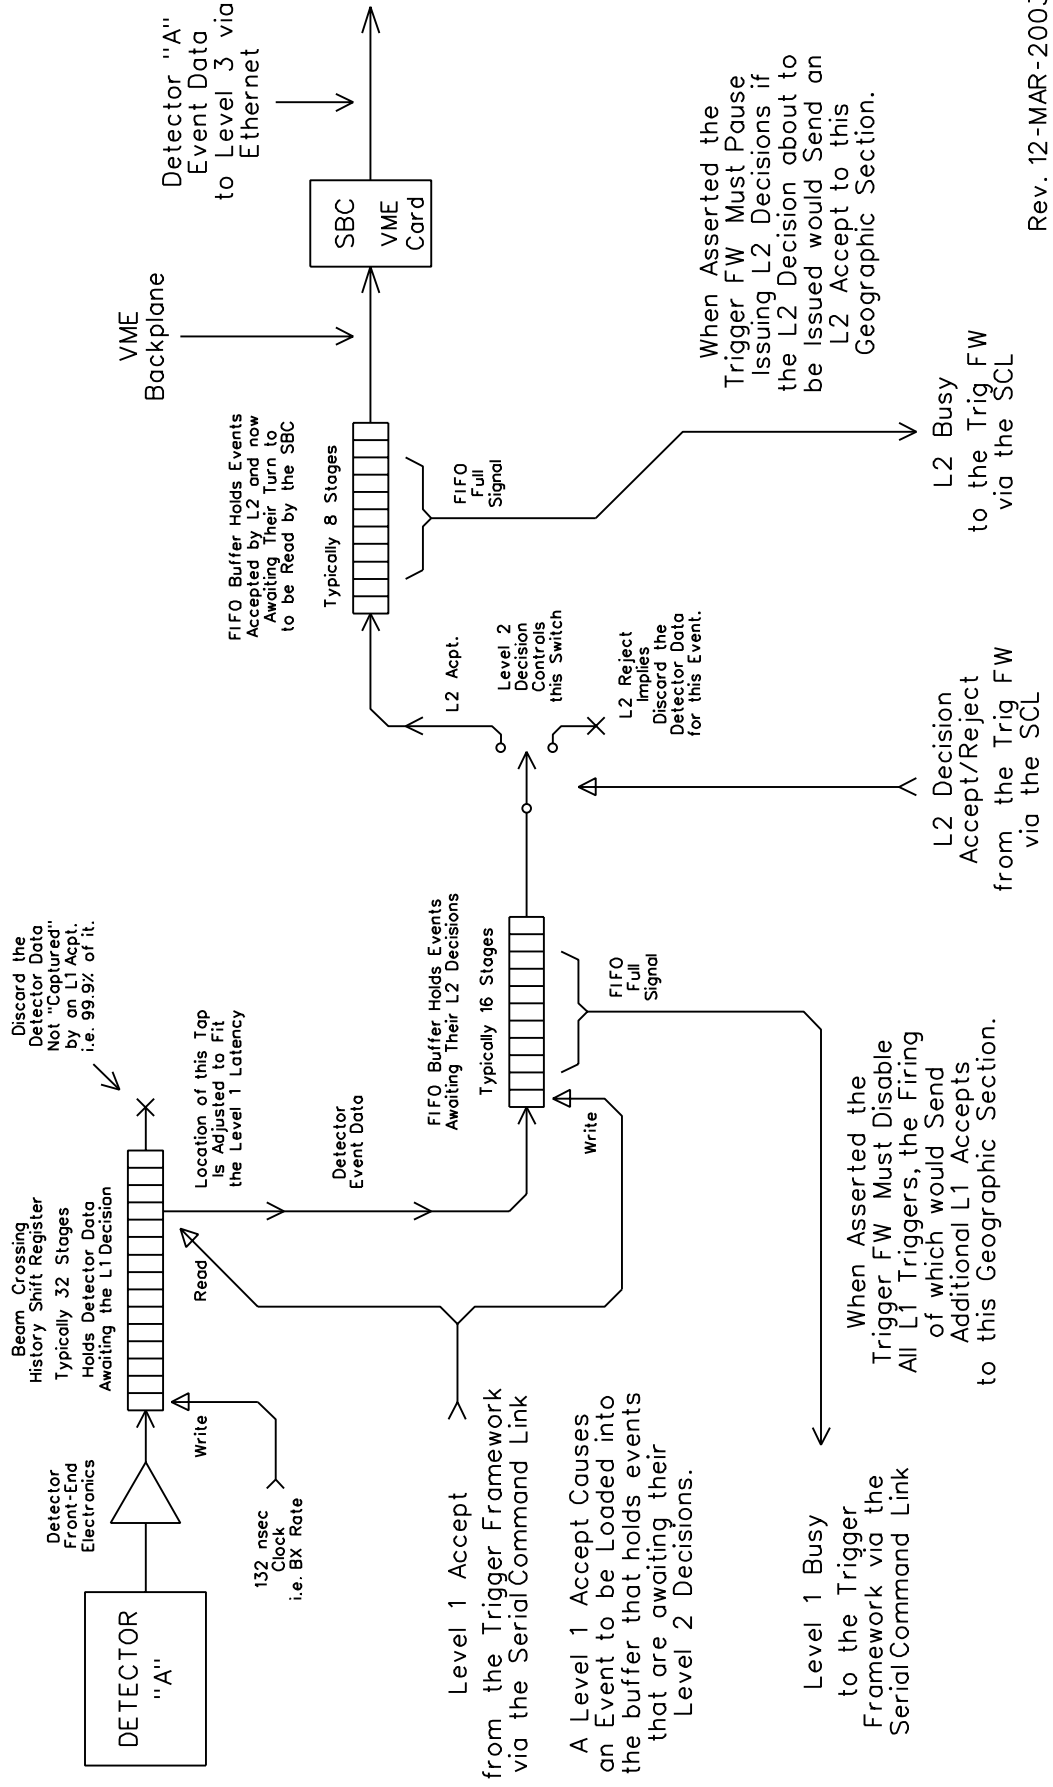 DETECTOR
"A"
Detector
Front-End
Electronics
Beam Crossing
History Shift Register
Typically 32 Stages
Holds Detector Data
Awaiting the L1 Decision
Discard the
Detector Data
Not "Captured"
by an L1 Acpt.
i.e. 99.9% of it.
Write
132 nsec
Clock
i.e. BX Rate
Read
Location of this Tap
Is Adjusted to Fit
the Level 1 Latency
Detector
Event Data
Level 1 Accept
from the Trigger Framework
via the Serial Command Link
A Level 1 Accept Causes
an Event to be Loaded into
the buffer that holds events
that are awaiting their
Level 2 Decisions.
FIFO Buffer Holds Events
Awaiting Their L2 Decisions
Typically 16 Stages
Write
FIFO
Full
Signal
Level 1 Busy
to the Trigger
Framework via the
Serial Command Link
When Asserted the
Trigger FW Must Disable
All L1 Triggers, the Firing
of which would Send
Additional L1 Accepts
to this Geographic Section.
L2 Acpt.
Level 2
Decision
Controls
this Switch
L2 Reject
Implies
Discard the
Detector Data
for this Event.
L2 Decision
Accept/Reject
from the Trig FW
via the SCL
FIFO Buffer Holds Events
Accepted by L2 and now
Awaiting Their Turn to
to be Read by the SBC
Typically 8 Stages
FIFO
Full
Signal
L2 Busy
to the Trig FW
via the SCL
When Asserted the
Trigger FW Must Pause
Issuing L2 Decisions if
the L2 Decision about to
be Issued would Send an
L2 Accept to this
Geographic Section.
VME
Backplane
SBC
VME
Card
Detector "A"
Event Data
to Level 3 via
Ethernet
Rev. 12-MAR-2003